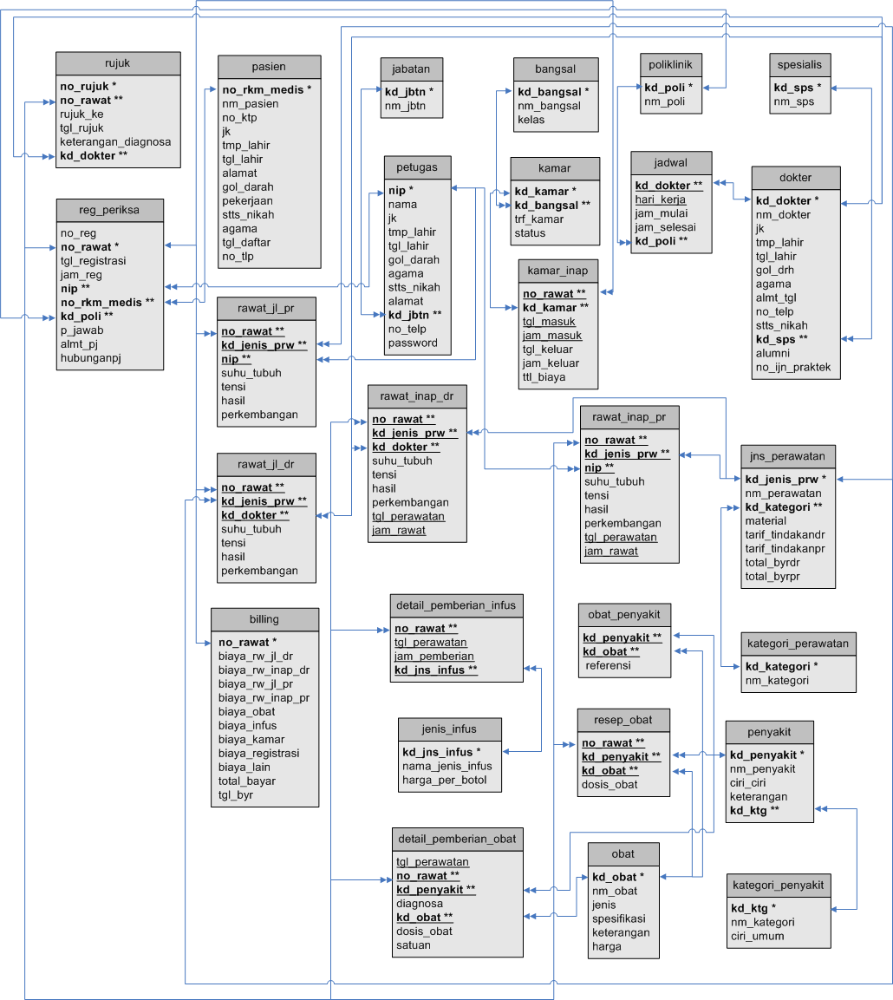 rujuk
no_rujuk *
no_rawat **
rujuk_ke
tgl_rujuk
keterangan_diagnosa
kd_dokter **
pasien
no_rkm_medis *
nm_pasien
no_ktp
jk
tmp_lahir
tgl_lahir
alamat
gol_darah
pekerjaan
stts_nikah
agama
tgl_daftar
no_tlp
jabatan
kd_jbtn *
nm_jbtn
bangsal
kd_bangsal *
nm_bangsal
kelas
poliklinik
kd_poli *
nm_poli
spesialis
kd_sps *
nm_sps
reg_periksa
no_reg
no_rawat *
tgl_registrasi
jam_reg
nip **
no_rkm_medis **
kd_poli **
p_jawab
almt_pj
hubunganpj
petugas
nip *
nama
jk
tmp_lahir
tgl_lahir
gol_darah
agama
stts_nikah
alamat
kd_jbtn **
no_telp
password
kamar
kd_kamar *
kd_bangsal **
trf_kamar
status
jadwal
kd_dokter **
hari_kerja
jam_mulai
jam_selesai
kd_poli **
dokter
kd_dokter *
nm_dokter
jk
tmp_lahir
tgl_lahir
gol_drh
agama
almt_tgl
no_telp
stts_nikah
kd_sps **
alumni
no_ijn_praktek
kamar_inap
no_rawat **
kd_kamar **
tgl_masuk
jam_masuk
tgl_keluar
jam_keluar
ttl_biaya
rawat_jl_pr
no_rawat **
kd_jenis_prw **
nip **
suhu_tubuh
tensi
hasil
perkembangan
rawat_inap_dr
no_rawat **
kd_jenis_prw **
kd_dokter **
suhu_tubuh
tensi
hasil
perkembangan
tgl_perawatan
jam_rawat
rawat_inap_pr
no_rawat **
kd_jenis_prw **
nip **
suhu_tubuh
tensi
hasil
perkembangan
tgl_perawatan
jam_rawat
jns_perawatan
kd_jenis_prw *
nm_perawatan
kd_kategori **
material
tarif_tindakandr
tarif_tindakanpr
total_byrdr
total_byrpr
rawat_jl_dr
no_rawat **
kd_jenis_prw **
kd_dokter **
suhu_tubuh
tensi
hasil
perkembangan
billing
no_rawat *
biaya_rw_jl_dr
biaya_rw_inap_dr
biaya_rw_jl_pr
biaya_rw_inap_pr
biaya_obat
biaya_infus
biaya_kamar
biaya_registrasi
biaya_lain
total_bayar
tgl_byr
detail_pemberian_infus
no_rawat **
tgl_perawatan
jam_pemberian
kd_jns_infus **
obat_penyakit
kd_penyakit **
kd_obat **
referensi
kategori_perawatan
kd_kategori *
nm_kategori
jenis_infus
kd_jns_infus *
nama_jenis_infus
harga_per_botol
resep_obat
no_rawat **
kd_penyakit **
kd_obat **
dosis_obat
penyakit
kd_penyakit *
nm_penyakit
ciri_ciri
keterangan
kd_ktg **
detail_pemberian_obat
tgl_perawatan
no_rawat **
kd_penyakit **
diagnosa
kd_obat **
dosis_obat
satuan
obat
kd_obat *
nm_obat
jenis
spesifikasi
keterangan
harga
kategori_penyakit
kd_ktg *
nm_kategori
ciri_umum